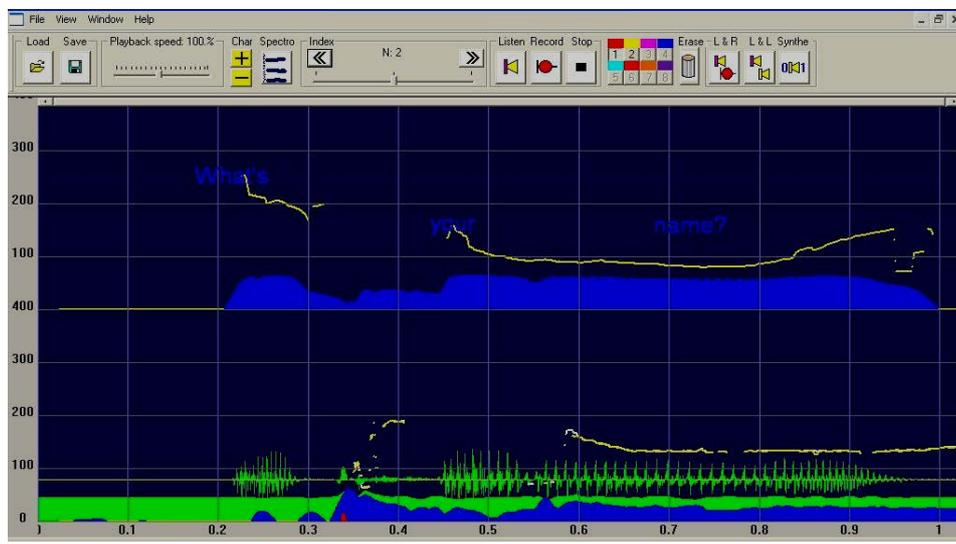 File View Window Help
Load Save Playback speed: 100.% Char Spectro Index N: 2 Listen Record Stop Erase L & R L & L Synthe
1 2 3 4
5 6 7 8
300
What's
200
your name?
100
400
300
200
100
0
0.1 0.2 0.3 0.4 0.5 0.6 0.7 0.8 0.9 1